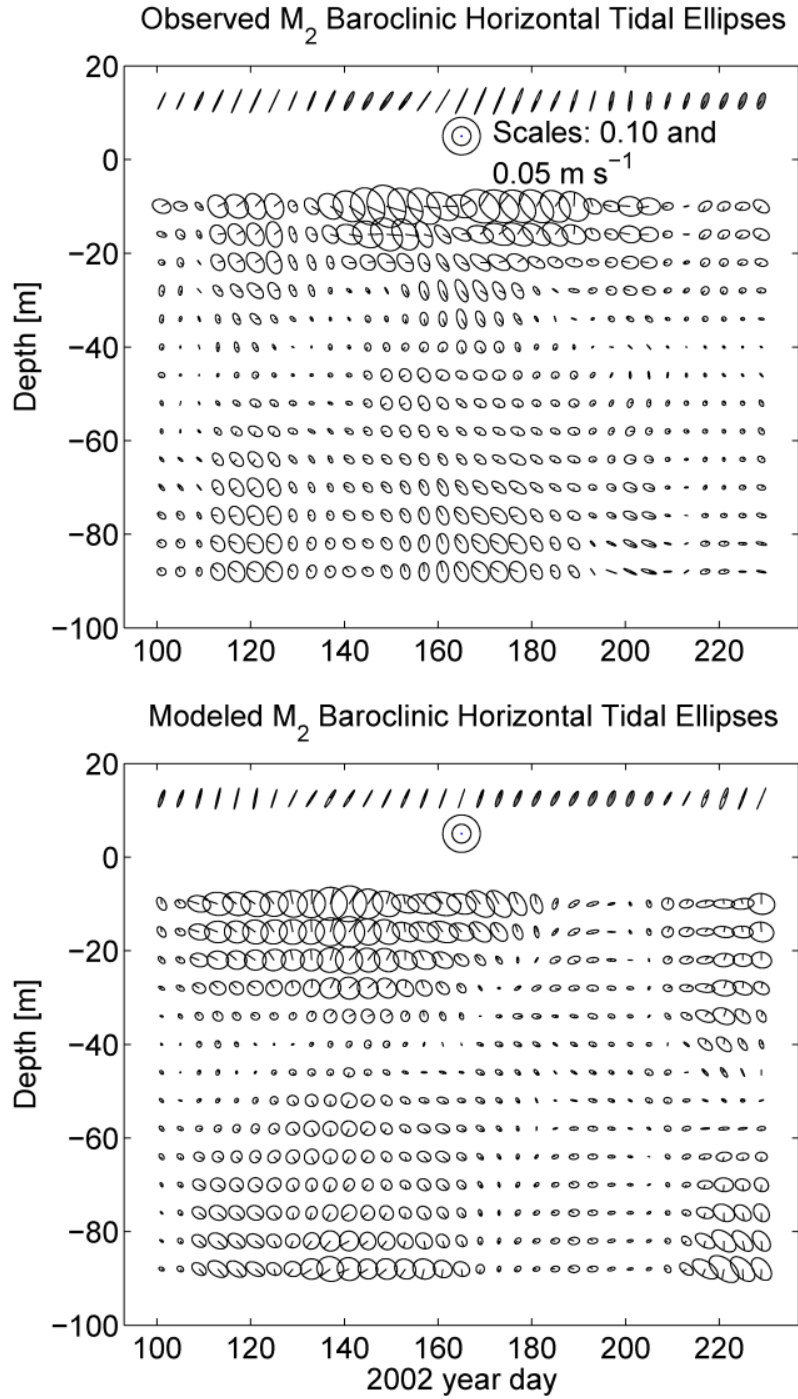 Observed M₂ Baroclinic Horizontal Tidal Ellipses
20
Scales: 0.10 and
0
0.05 m s⁻¹
−20
−40
−60
−80
−100
Depth [m]
100 120 140 160 180 200 220
Modeled M₂ Baroclinic Horizontal Tidal Ellipses
20
0
−20
−40
−60
−80
−100
Depth [m]
100 120 140 160 180 200 220
2002 year day